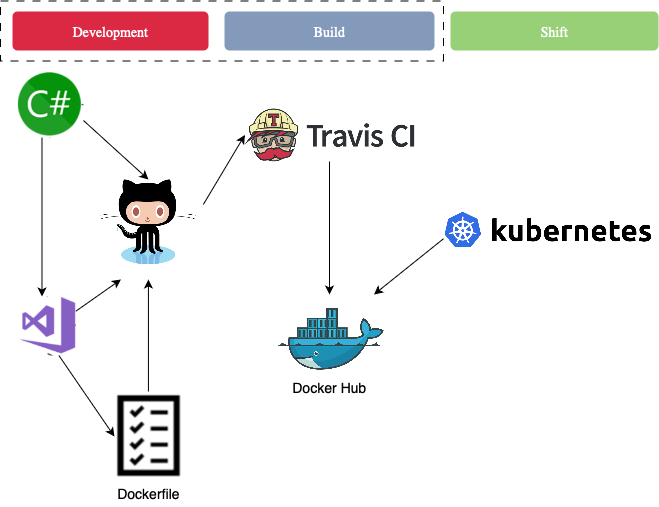 Development
Build
Shift
C#
T
Travis CI
kubernetes
Docker Hub
Dockerfile